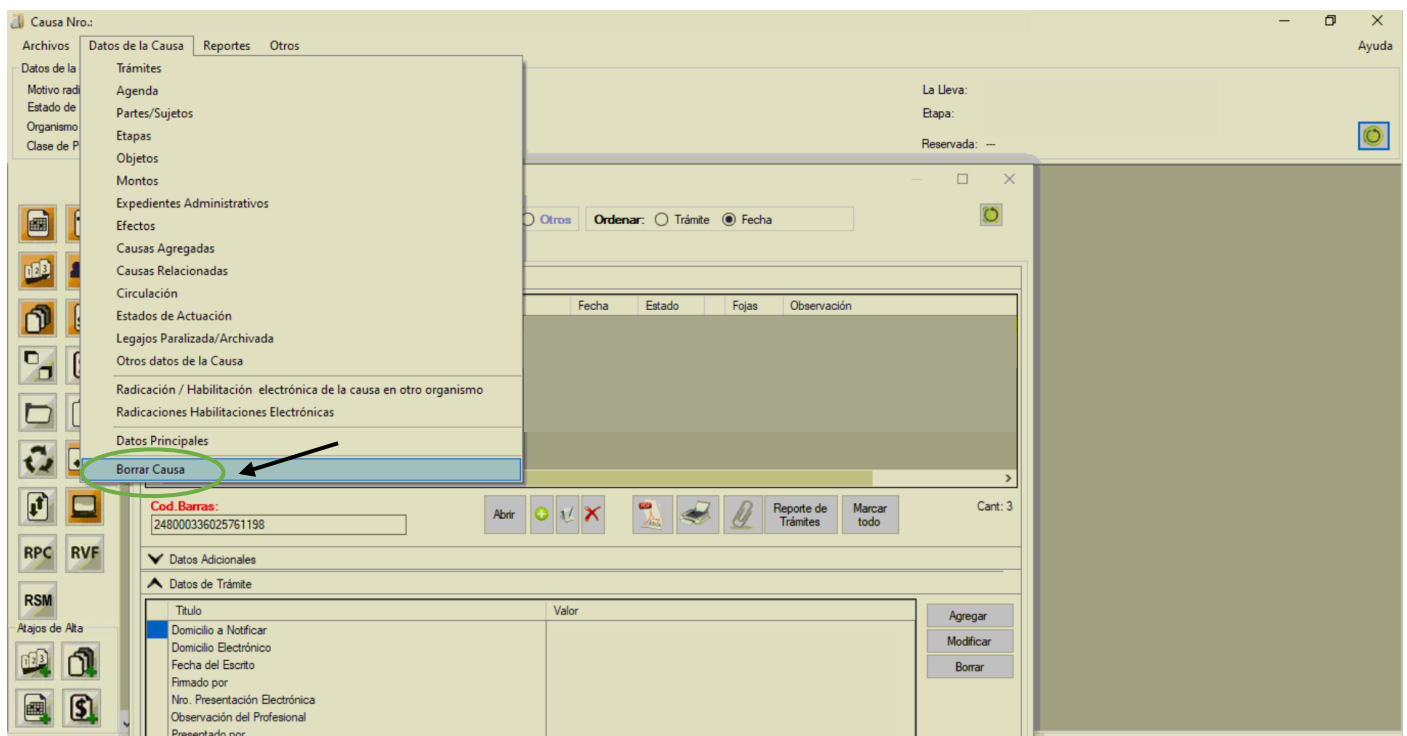 Causa Nro.:
Archivos Datos de la Causa Reportes Otros Ayuda
Datos de la
Motivo radi
Estado de
Organismo
Clase de P
Trámites
Agenda
Partes/Sujetos
Etapas
Objetos
Montos
Expedientes Administrativos
Efectos
Causas Agregadas
Causas Relacionadas
Circulación
Estados de Actuación
Legajos Paralizada/Archivada
Otros datos de la Causa
Radicación / Habilitación electrónica de la causa en otro organismo
Radicaciones Habilitaciones Electrónicas
Datos Principales
Borrar Causa
La Lleva:
Etapa:
Reservada: ---
Otros Ordenar: Trámite Fecha
Fecha Estado Fojas Observación
Cod.Barras:
248000336025761198
Abrir
Reporte de Trámites
Marcar todo
Cant: 3
Datos Adicionales
Datos de Trámite
Titulo Valor
Domicilio a Notificar
Domicilio Electrónico
Fecha del Escrito
Firmado por
Nro. Presentación Electrónica
Observación del Profesional
Presentado por
Agregar
Modificar
Borrar
RPC RVF
RSM
Atajos de Alta